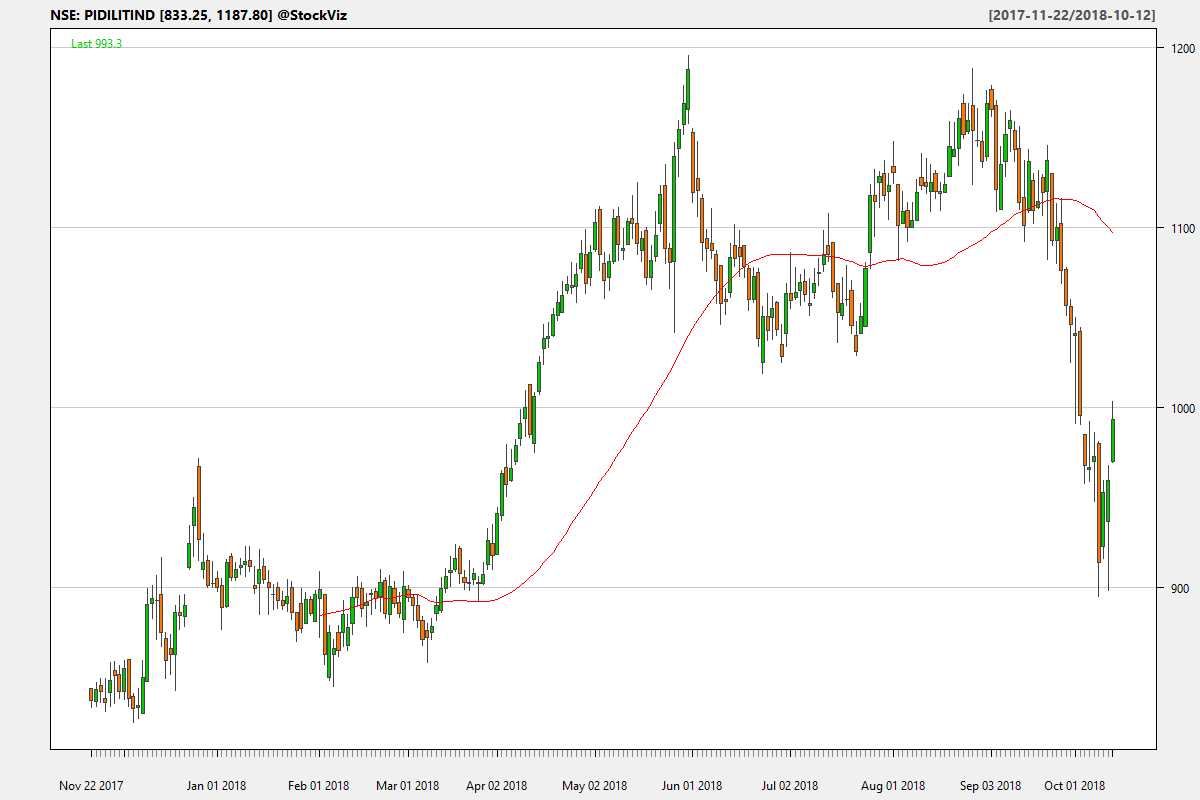 NSE: PIDILITIND [833.25, 1187.80] @StockViz
[2017-11-22/2018-10-12]
Last 993.3
1200
1100
1000
900
Nov 22 2017 Jan 01 2018 Feb 01 2018 Mar 01 2018 Apr 02 2018 May 02 2018 Jun 01 2018 Jul 02 2018 Aug 01 2018 Sep 03 2018 Oct 01 2018